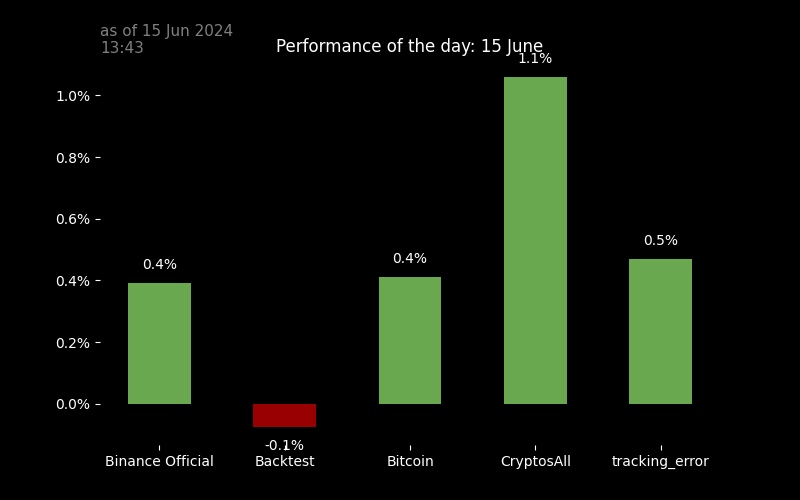 as of 15 Jun 2024
13:43
Performance of the day: 15 June
1.1%
1.0%
0.8%
0.6%
0.4%
0.2%
0.0%
0.4%
-0.1%
0.4%
0.5%
Binance Official
Backtest
Bitcoin
CryptosAll
tracking_error